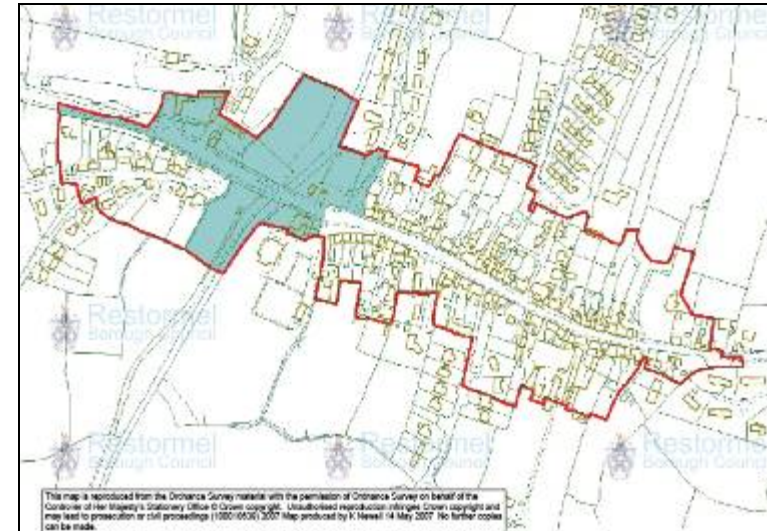 Restormel
Borough Council
Restormel
Borough Council
Restormel
Borough Council
Restormel
Borough Council
Restormel
Borough Council
Restormel
Borough Council
Restormel
Borough Council
This map is reproduced from the Ordnance Survey material with the permission of Ordnance Survey on behalf of the
Controller of Her Majesty's Stationery Office © Crown copyright. Unauthorised reproduction infringes Crown copyright and
may lead to prosecution or civil proceedings (100018630) 2007 Map produced by K Newell 14 May 2007 No further copies
can be made.